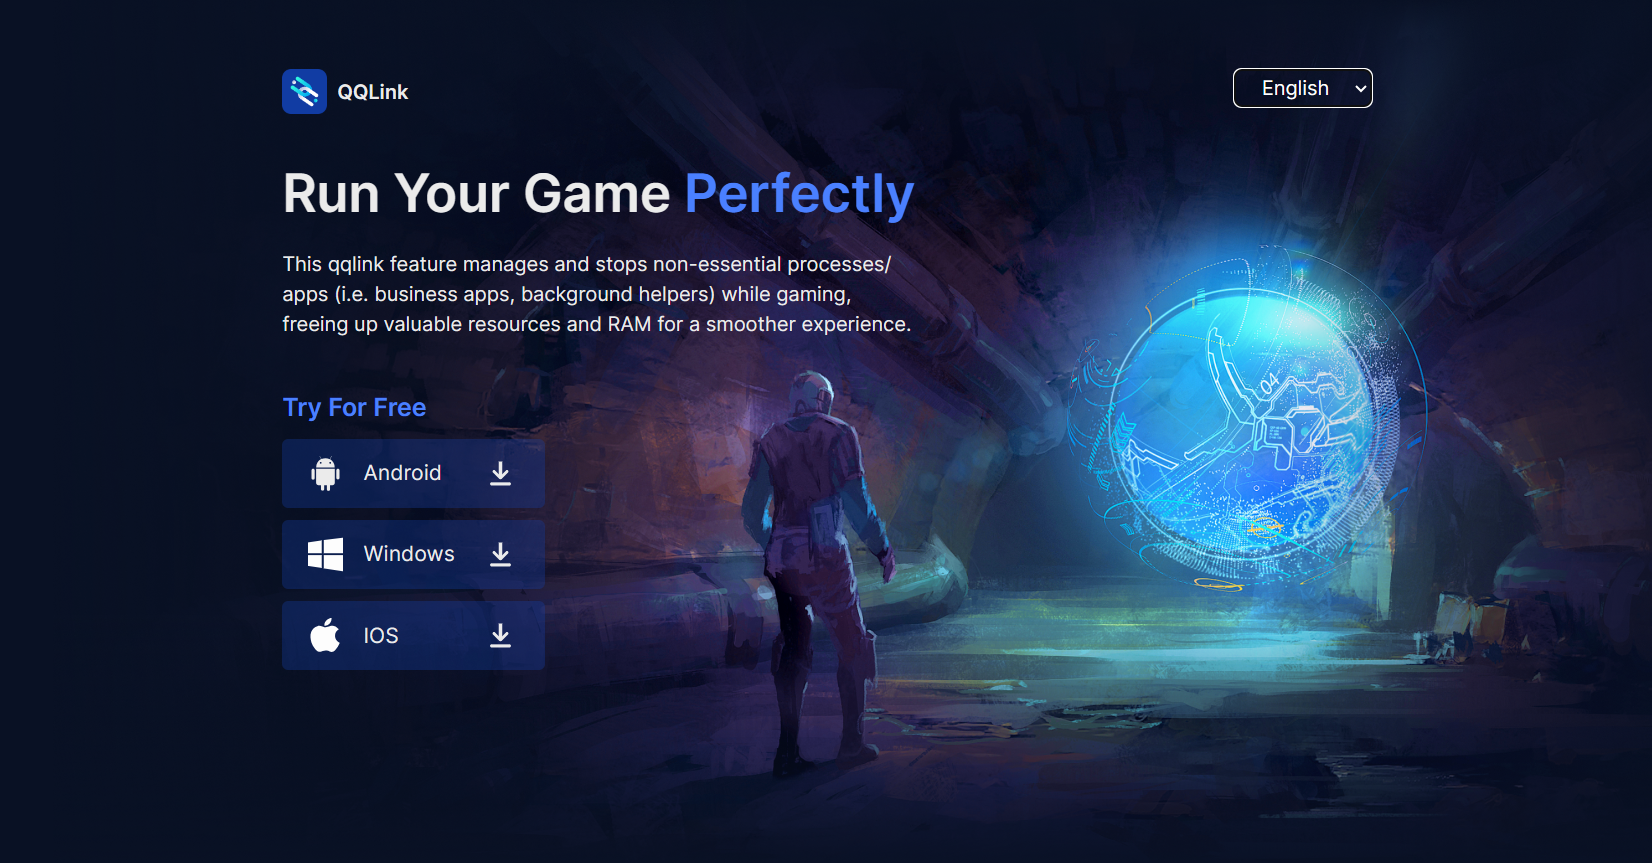 QQLink
English
Run Your Game Perfectly
This qqlink feature manages and stops non-essential processes/
apps (i.e. business apps, background helpers) while gaming,
freeing up valuable resources and RAM for a smoother experience.
Try For Free
Android
Windows
IOS
04